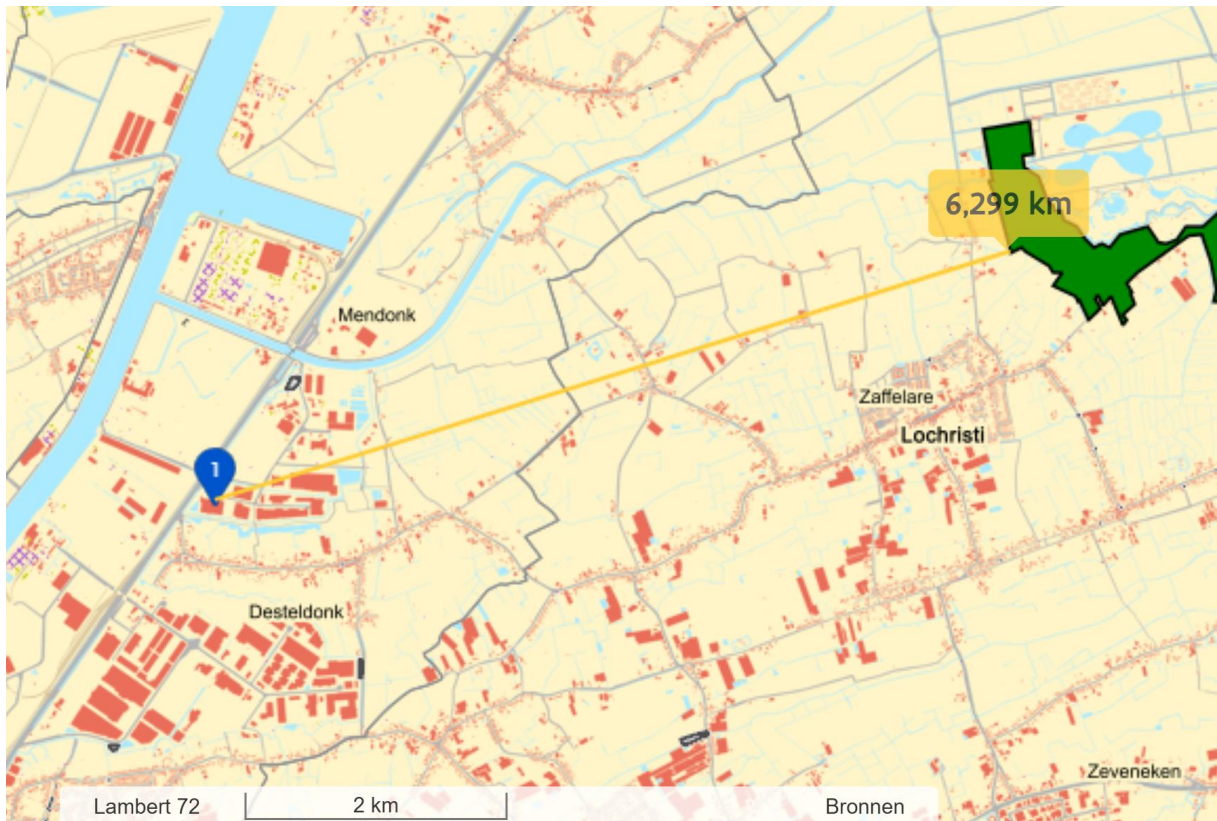 6,299 km
Mendonk
Zaffelare
Lochristi
1
Desteldonk
Zeveneken
Lambert 72
2 km
Bronnen